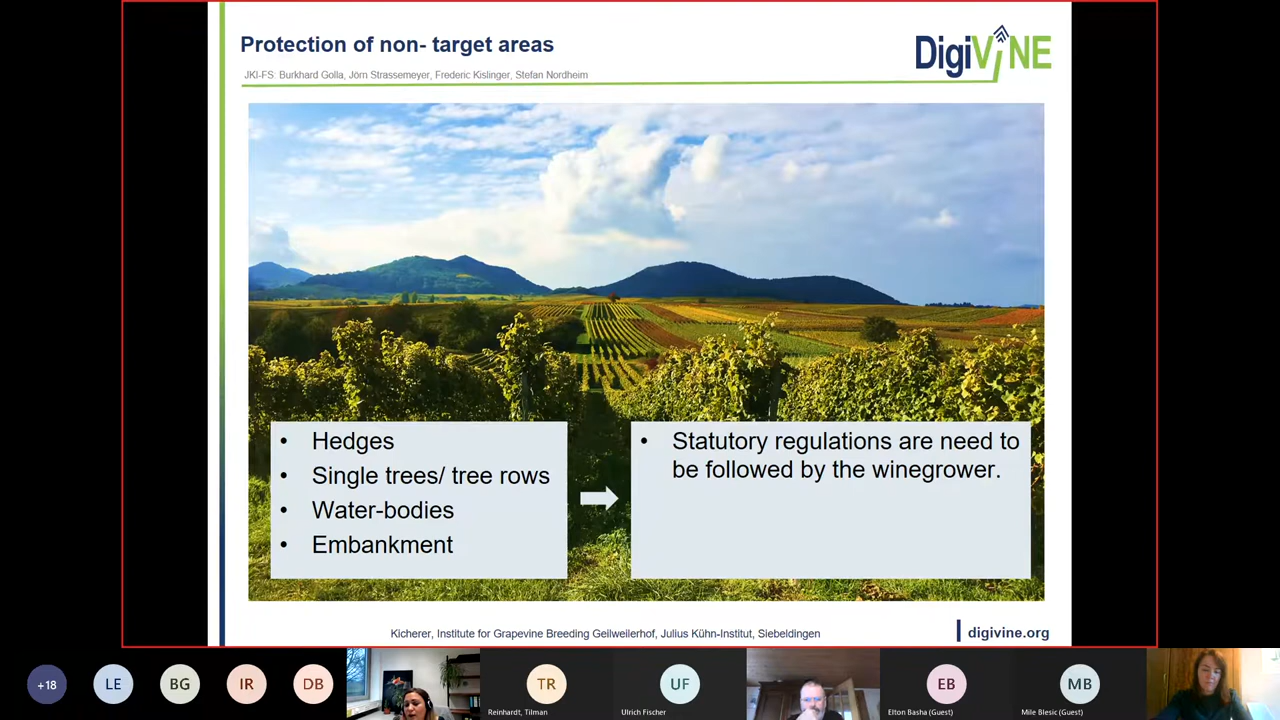 Protection of non- target areas
JKI-FS: Burkhard Golla, Jörn Strassemeyer, Frederic Kislinger, Stefan Nordheim
DigiViNE
• Hedges
• Single trees/ tree rows
• Water-bodies
• Embankment
• Statutory regulations are need to
be followed by the winegrower.
Kicherer, Institute for Grapevine Breeding Geilweilerhof, Julius Kühn-Institut, Siebeldingen
digivine.org
+18
LE
BG
IR
DB
TR
UF
EB
MB
Reinhardt, Tilman
Ulrich Fischer
Elton Basha (Guest)
Mile Blesic (Guest)